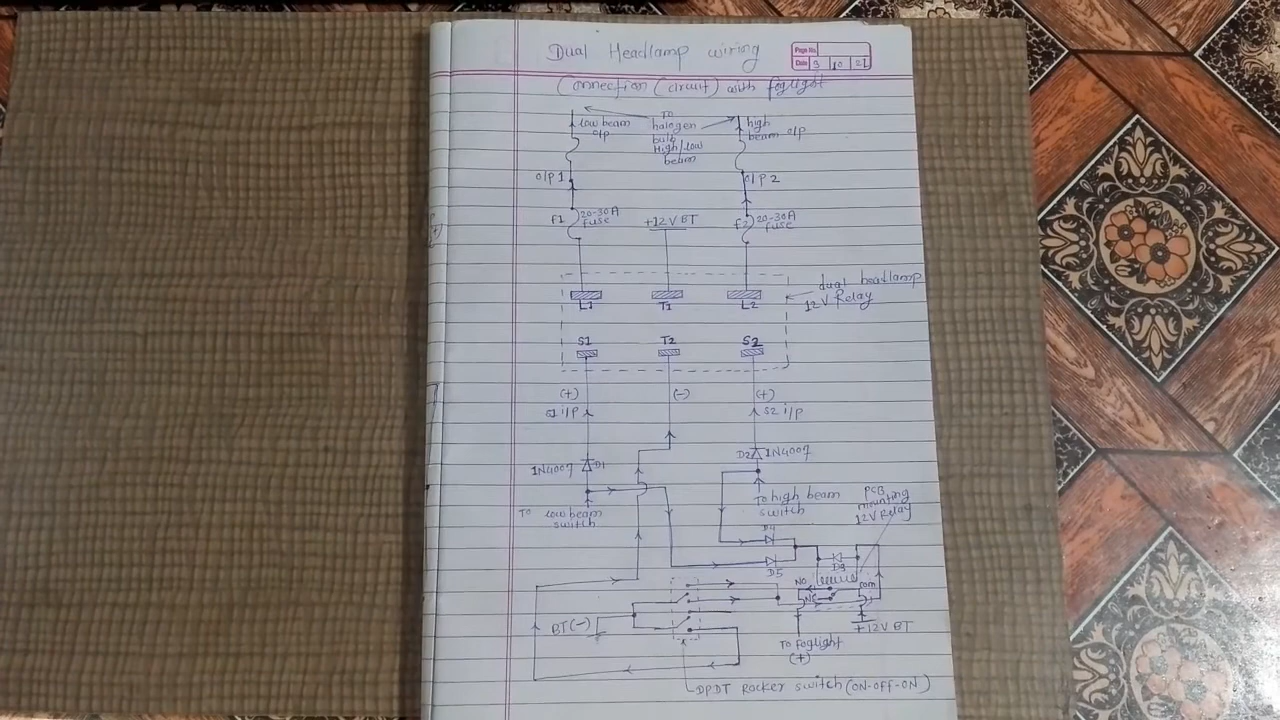 Dual Headlamp wiring
Page No.
Date 3 10 21
Connection (circuit) with foglight
low beam
o/p
To
halogen
bulb
High/low
beam
high
beam o/p
O/P 1
O/P 2
F1
20-30A
fuse
+12V BT
F2
20-30A
fuse
dual headlamp
12V Relay
L1
T1
L2
S1
T2
S2
(+)
(-)
(+)
S1 i/p
S2 i/p
1N4007
D1
D2
1N4007
To low beam
switch
To high beam
switch
PCB
mounting
12V Relay
D4
D5
D3
NO
com
NC
BT(-)
+12V BT
To foglight
(+)
DPDT Rocker switch (ON-OFF-ON)